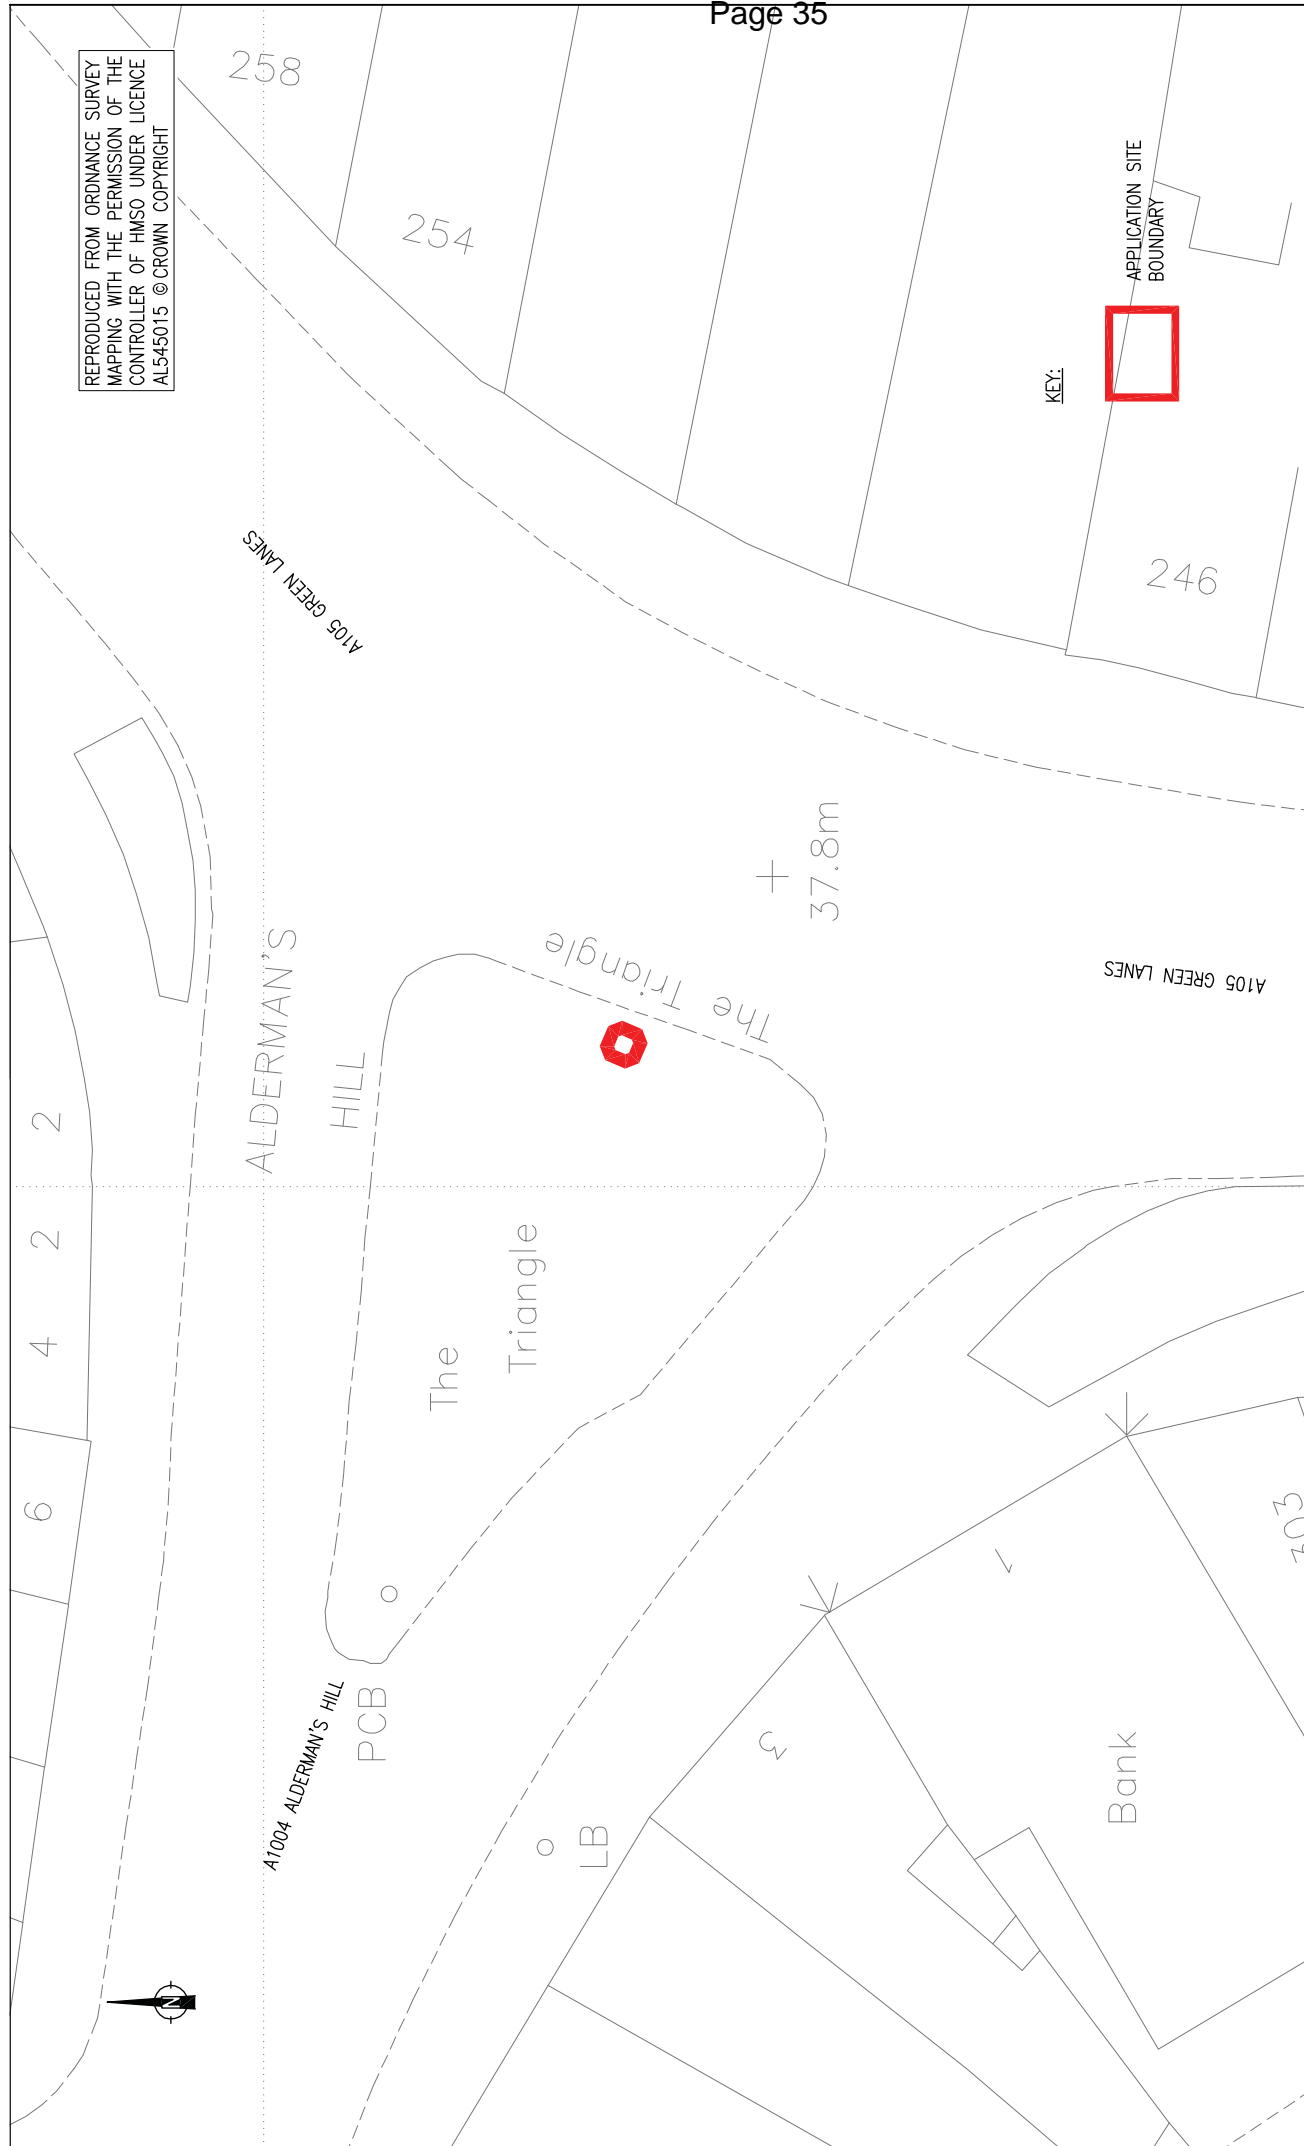 Page 35
REPRODUCED FROM ORDNANCE SURVEY
MAPPING WITH THE PERMISSION OF THE
CONTROLLER OF HMSO UNDER LICENCE
AL545015 © CROWN COPYRIGHT
258
254
246
KEY:
APPLICATION SITE
BOUNDARY
A105 GREEN LANES
ALDERMAN'S
HILL
The Triangle
37.8m
A105 GREEN LANES
The
Triangle
2
2
4
6
PCB
A1004 ALDERMAN'S HILL
LB
3
1
Bank
303
N